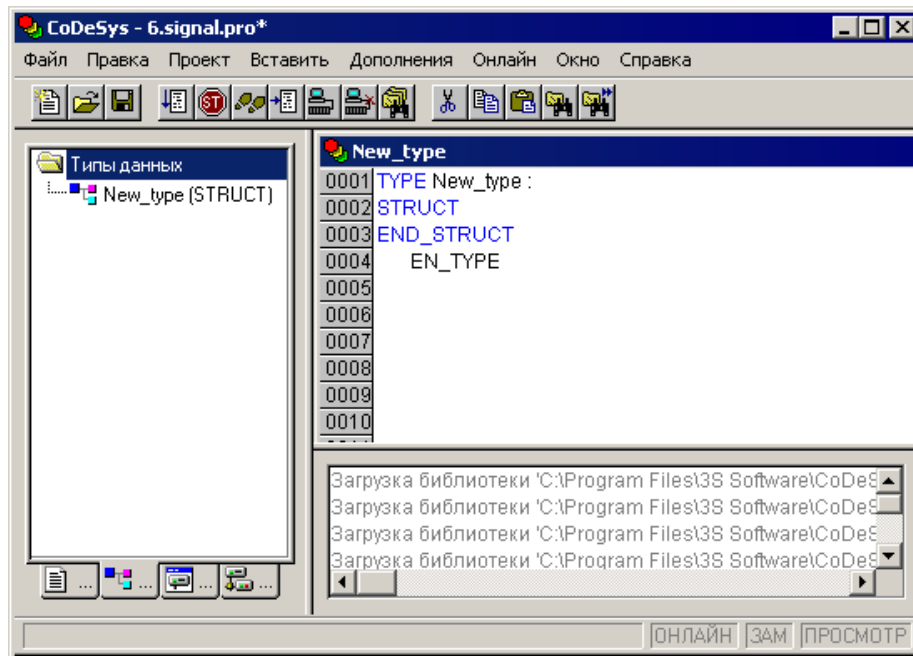 CoDeSys - 6.signal.pro*
Файл Правка Проект Вставить Дополнения Онлайн Окно Справка
ST
Типы данных
New_type (STRUCT)
... ... ... ...
New_type
0001 TYPE New_type :
0002 STRUCT
0003 END_STRUCT
0004 EN_TYPE
0005
0006
0007
0008
0009
0010
Загрузка библиотеки 'C:\Program Files\3S Software\CoDeS
Загрузка библиотеки 'C:\Program Files\3S Software\CoDeS
Загрузка библиотеки 'C:\Program Files\3S Software\CoDeS
Загрузка библиотеки 'C:\Program Files\3S Software\CoDeS
ОНЛАЙН ЗАМ ПРОСМОТР